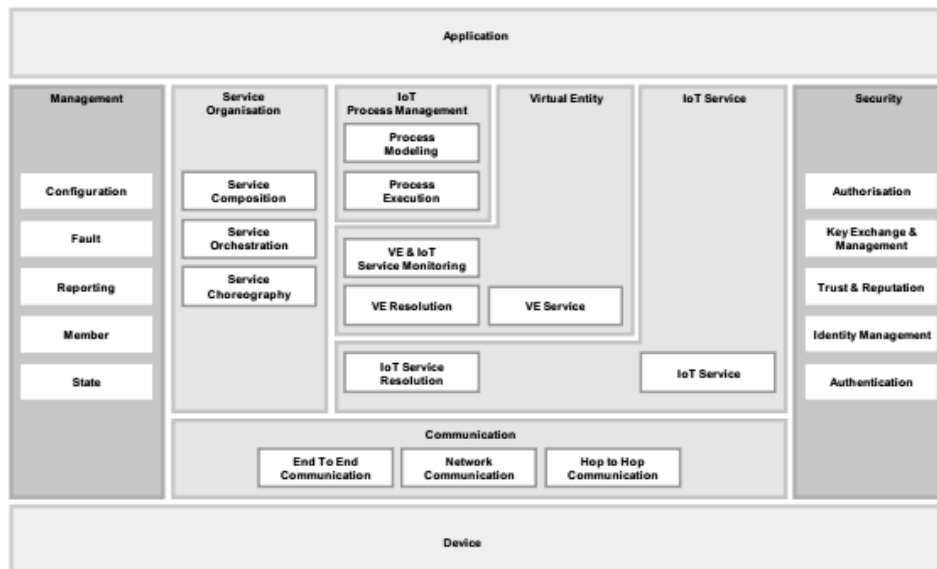 Application
Management
Configuration
Fault
Reporting
Member
State
Service
Organisation
Service
Composition
Service
Orchestration
Service
Choreography
IoT
Process Management
Process
Modeling
Process
Execution
Virtual Entity
VE & IoT
Service Monitoring
VE Resolution
VE Service
IoT Service
IoT Service
Resolution
IoT Service
Security
Authorisation
Key Exchange &
Management
Trust & Reputation
Identity Management
Authentication
Communication
End To End
Communication
Network
Communication
Hop to Hop
Communication
Device